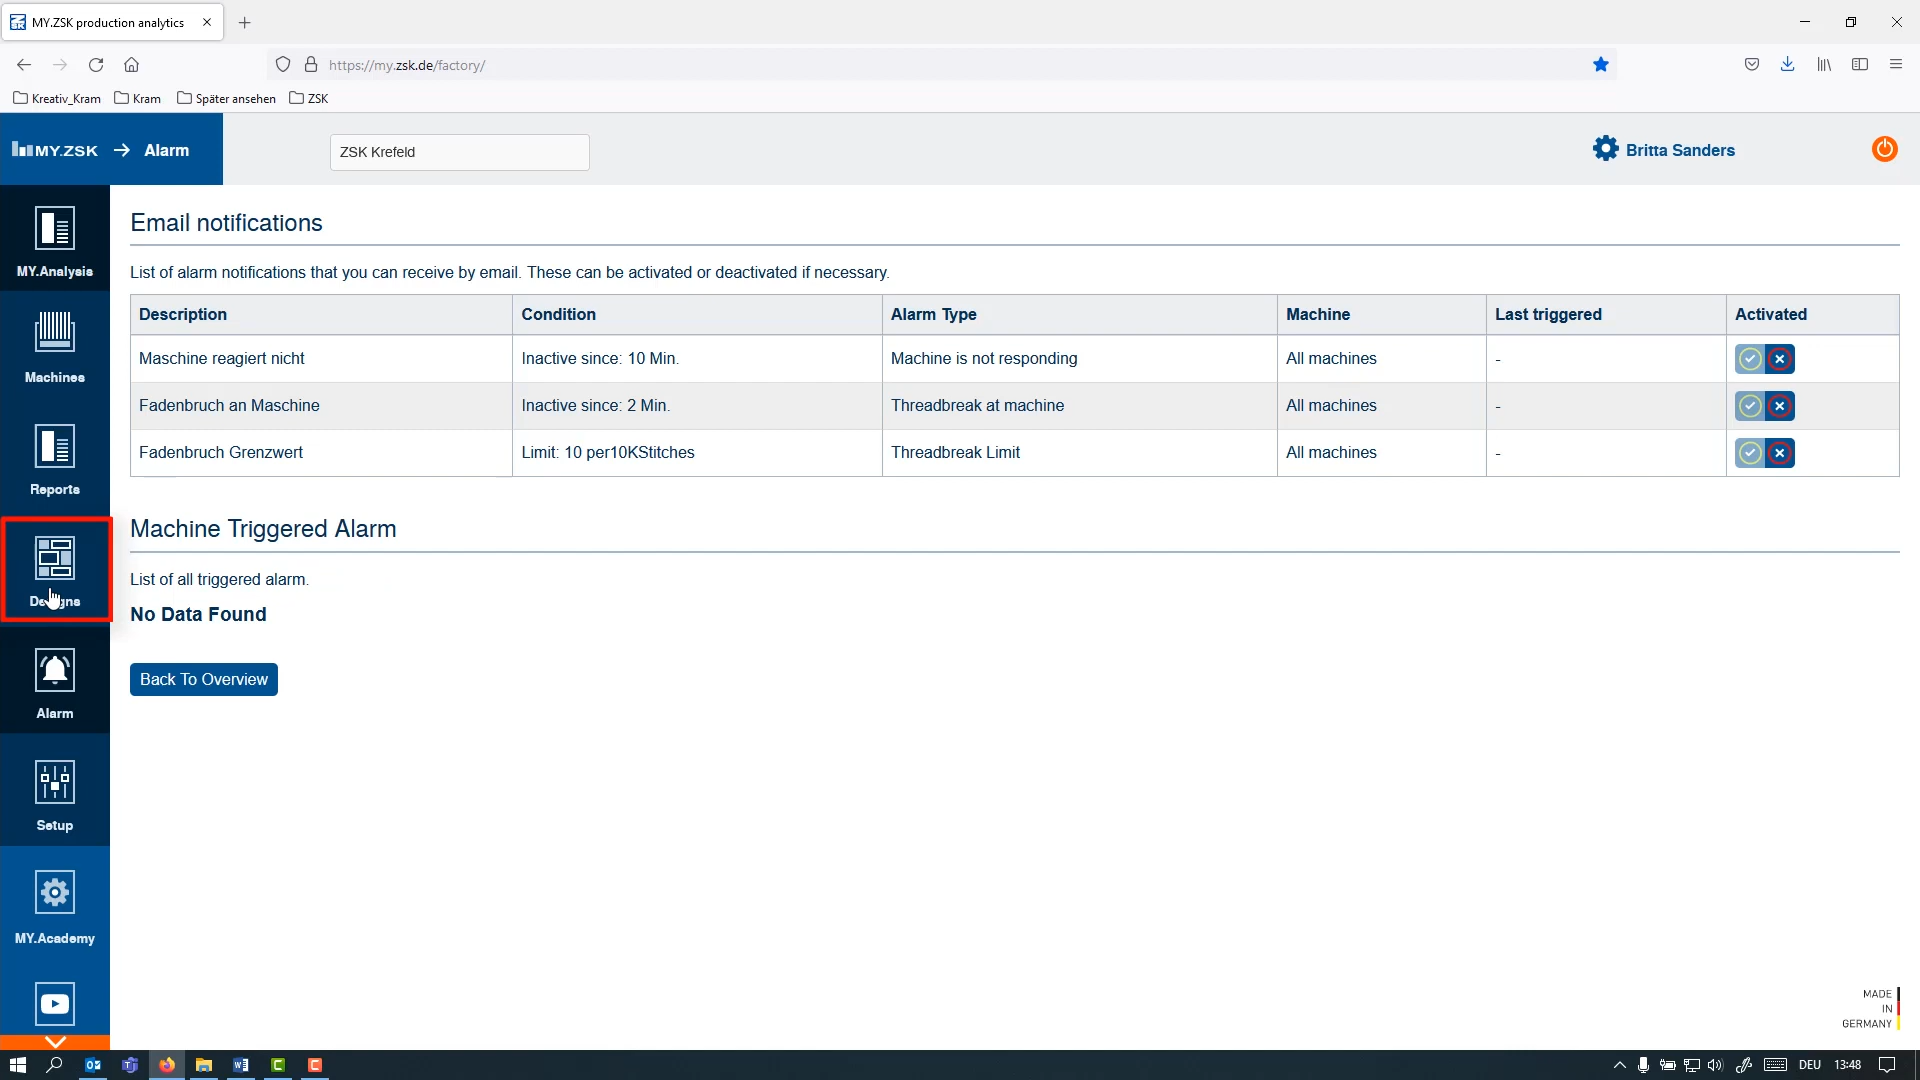 MY.ZSK production analytics
https://my.zsk.de/factory/
Kreativ_Kram
Kram
Später ansehen
ZSK
MY.ZSK → Alarm
ZSK Krefeld
Britta Sanders
MY.Analysis
Machines
Reports
Alarm
Setup
MY.Academy
Email notifications
List of alarm notifications that you can receive by email. These can be activated or deactivated if necessary.
Description Condition Alarm Type Machine Last triggered Activated
Maschine reagiert nicht Inactive since: 10 Min. Machine is not responding All machines -
Fadenbruch an Maschine Inactive since: 2 Min. Threadbreak at machine All machines -
Fadenbruch Grenzwert Limit: 10 per10KStitches Threadbreak Limit All machines -
Machine Triggered Alarm
List of all triggered alarm.
No Data Found
Back To Overview
MADE
IN
GERMANY
DEU 13:48